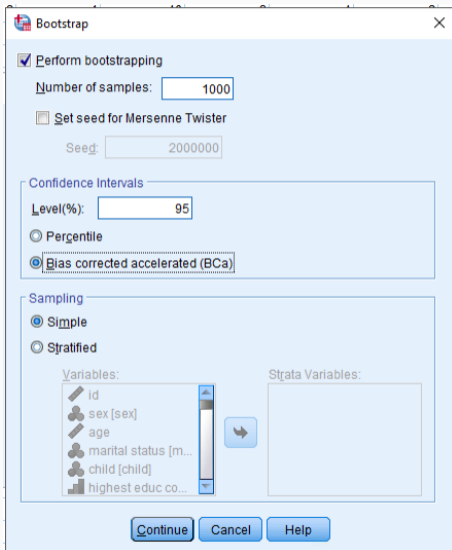 Bootstrap
Perform bootstrapping
Number of samples: 1000
Set seed for Mersenne Twister
Seed: 2000000
Confidence Intervals
Level(%): 95
Percentile
Bias corrected accelerated (BCa)
Sampling
Simple
Stratified
Variables: Strata Variables:
id
sex [sex]
age
marital status [m...
child [child]
highest educ co...
Continue Cancel Help